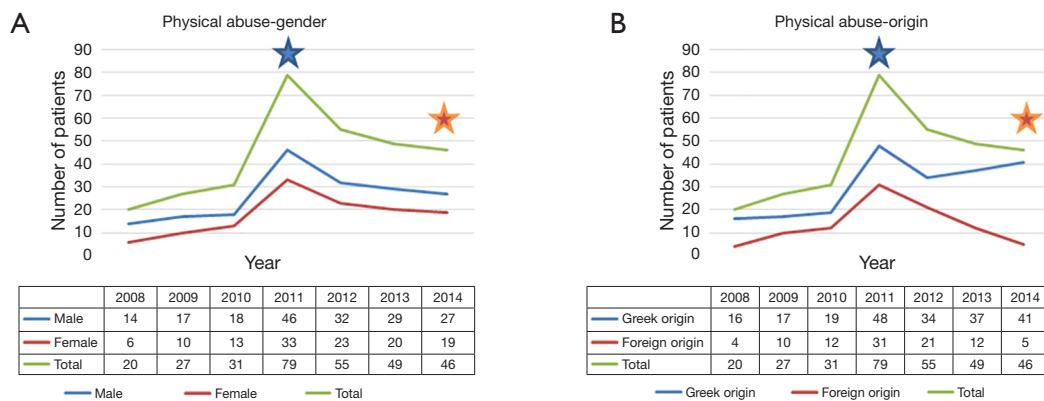 A
Physical abuse-gender
Number of patients
90
80
70
60
50
40
30
20
10
0
Year
2008 2009 2010 2011 2012 2013 2014
Male 14 17 18 46 32 29 27
Female 6 10 13 33 23 20 19
Total 20 27 31 79 55 49 46
Male Female Total
B
Physical abuse-origin
Number of patients
90
80
70
60
50
40
30
20
10
0
Year
2008 2009 2010 2011 2012 2013 2014
Greek origin 16 17 19 48 34 37 41
Foreign origin 4 10 12 31 21 12 5
Total 20 27 31 79 55 49 46
Greek origin Foreign origin Total